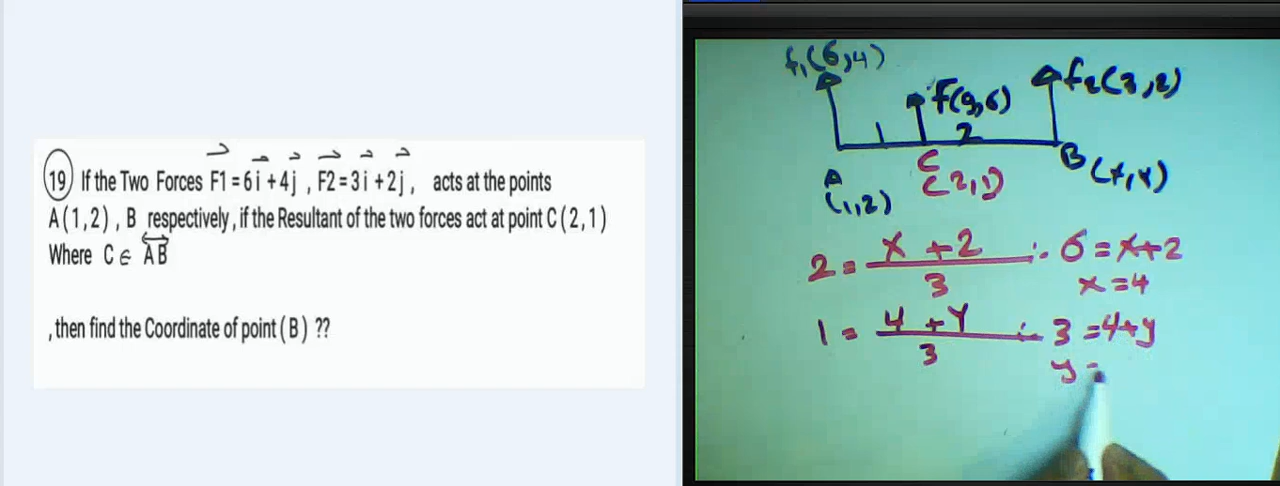 19 If the Two Forces F1 = 6i + 4j , F2 = 3i + 2j , acts at the points
A ( 1 , 2 ) , B respectively , if the Resultant of the two forces act at point C ( 2 , 1 )
Where C ∈ AB
, then find the Coordinate of point ( B ) ??
f1(6,4)
F(9,6)
f2(3,2)
1 2
A C B
(1,2) (2,1) (x,y)
2 = x + 2 / 3 ∴ 6 = x + 2
x = 4
1 = 4 + y / 3 ∴ 3 = 4 + y
y =